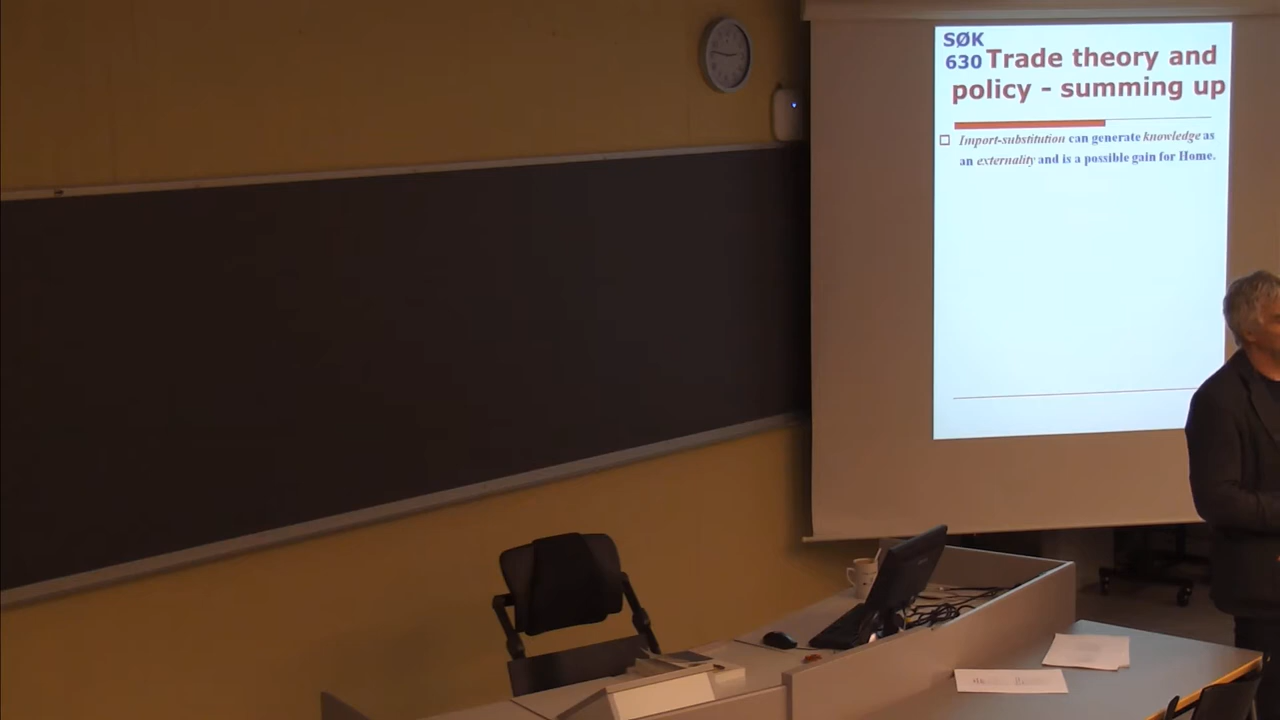 SØK
630 Trade theory and
policy - summing up
Import-substitution can generate knowledge as
an externality and is a possible gain for Home.